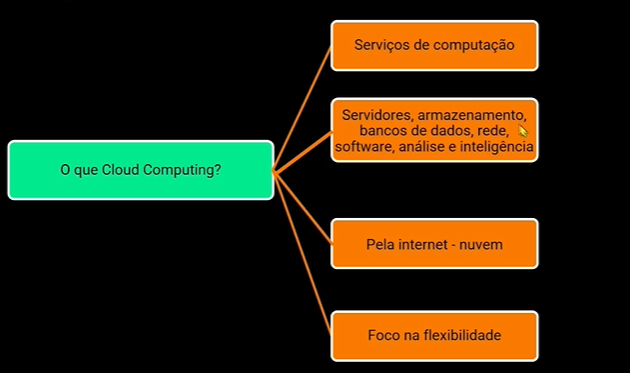 O que Cloud Computing?
Serviços de computação
Servidores, armazenamento,
bancos de dados, rede,
software, análise e inteligência
Pela internet - nuvem
Foco na flexibilidade